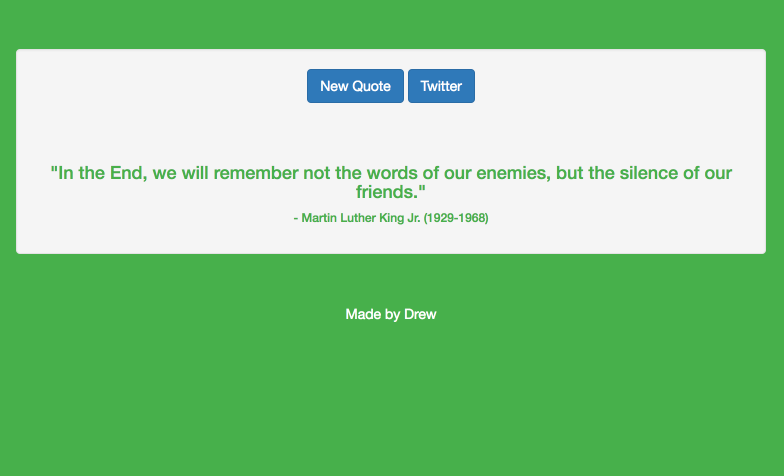 New Quote Twitter
"In the End, we will remember not the words of our enemies, but the silence of our
friends."
- Martin Luther King Jr. (1929-1968)
Made by Drew